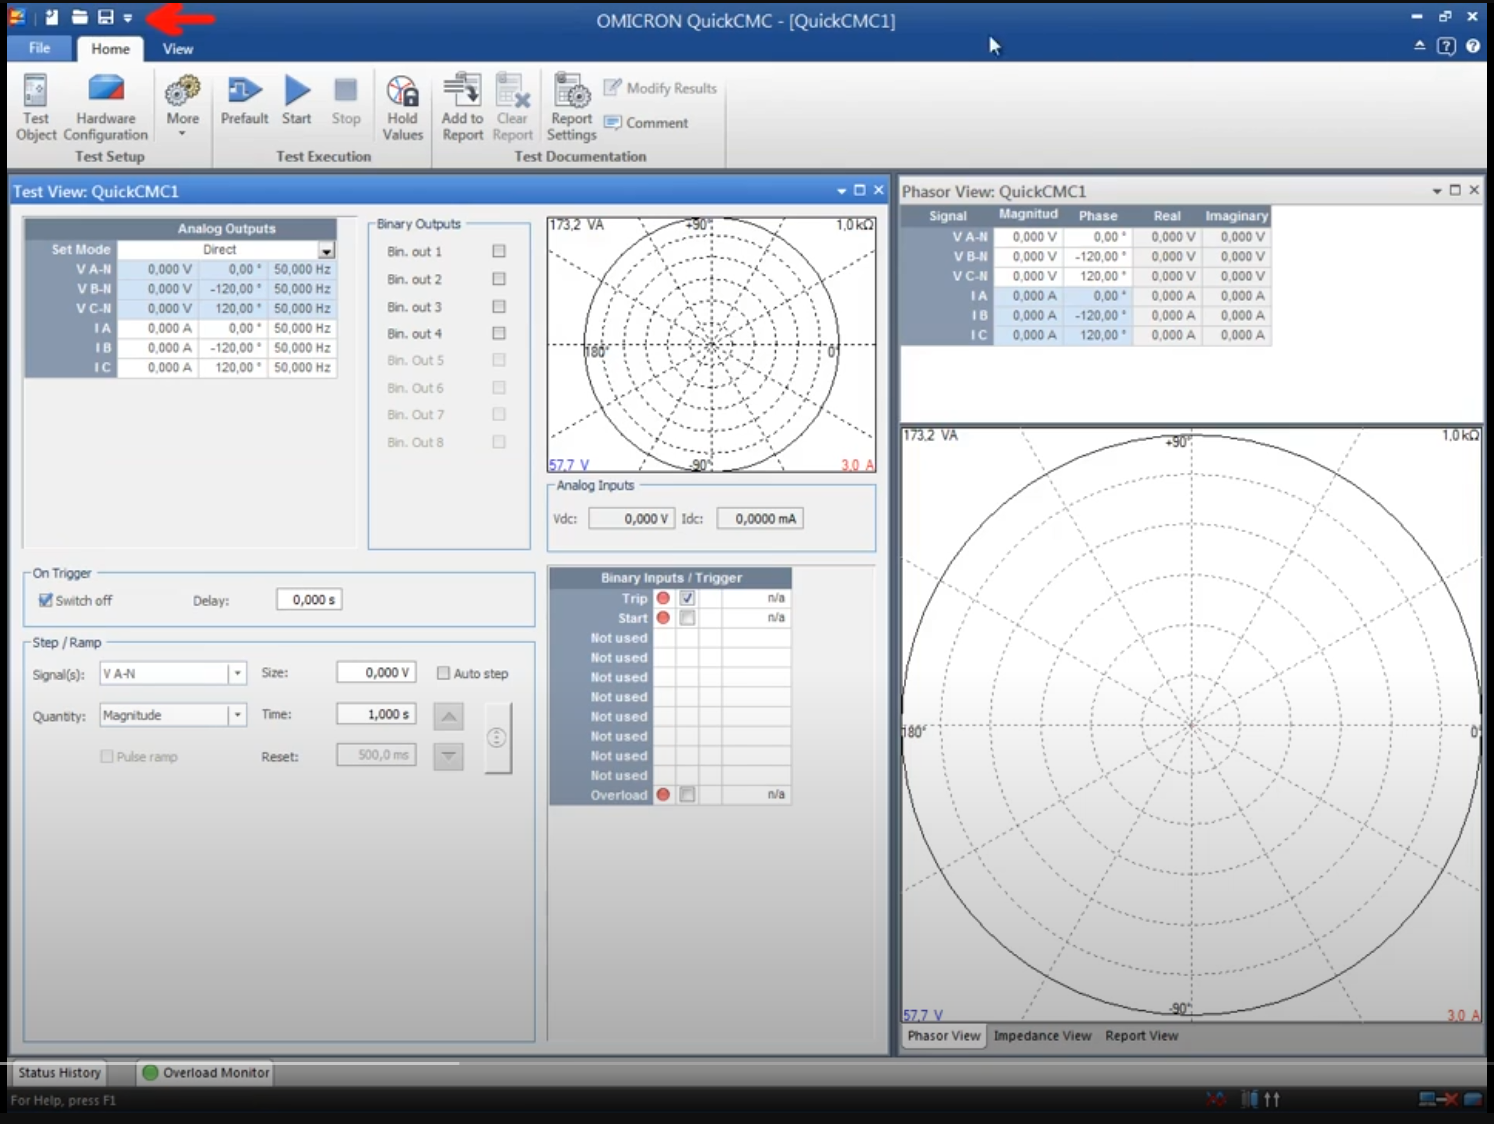 OMICRON QuickCMC - [QuickCMC1]
File Home View
Test Object
Hardware Configuration
More
Test Setup
Prefault
Start
Stop
Hold Values
Test Execution
Add to Report
Clear Report
Report Settings
Modify Results
Comment
Test Documentation
Test View: QuickCMC1
Analog Outputs
Set Mode Direct
V A-N 0,000 V 0,00 ° 50,000 Hz
V B-N 0,000 V -120,00 ° 50,000 Hz
V C-N 0,000 V 120,00 ° 50,000 Hz
I A 0,000 A 0,00 ° 50,000 Hz
I B 0,000 A -120,00 ° 50,000 Hz
I C 0,000 A 120,00 ° 50,000 Hz
Binary Outputs
Bin. out 1
Bin. out 2
Bin. out 3
Bin. out 4
Bin. Out 5
Bin. Out 6
Bin. Out 7
Bin. Out 8
173,2 VA +90° 1,0 kΩ
180° 0°
57,7 V -90° 3,0 A
Analog Inputs
Vdc: 0,000 V Idc: 0,0000 mA
On Trigger
Switch off Delay: 0,000 s
Step / Ramp
Signal(s): V A-N Size: 0,000 V Auto step
Quantity: Magnitude Time: 1,000 s
Pulse ramp Reset: 500,0 ms
Binary Inputs / Trigger
Trip n/a
Start n/a
Not used
Not used
Not used
Not used
Not used
Not used
Not used
Not used
Overload n/a
Phasor View: QuickCMC1
Signal Magnitud Phase Real Imaginary
V A-N 0,000 V 0,00 ° 0,000 V 0,000 V
V B-N 0,000 V -120,00 ° 0,000 V 0,000 V
V C-N 0,000 V 120,00 ° 0,000 V 0,000 V
I A 0,000 A 0,00 ° 0,000 A 0,000 A
I B 0,000 A -120,00 ° 0,000 A 0,000 A
I C 0,000 A 120,00 ° 0,000 A 0,000 A
173,2 VA +90° 1,0 kΩ
180° 0°
57,7 V -90° 3,0 A
Phasor View Impedance View Report View
Status History Overload Monitor
For Help, press F1